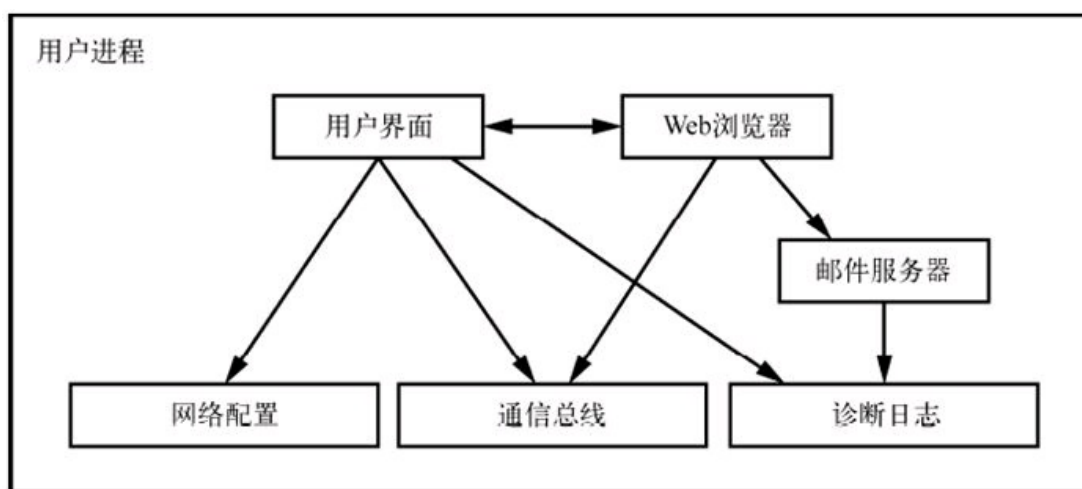 用户进程
用户界面
Web浏览器
邮件服务器
网络配置
通信总线
诊断日志